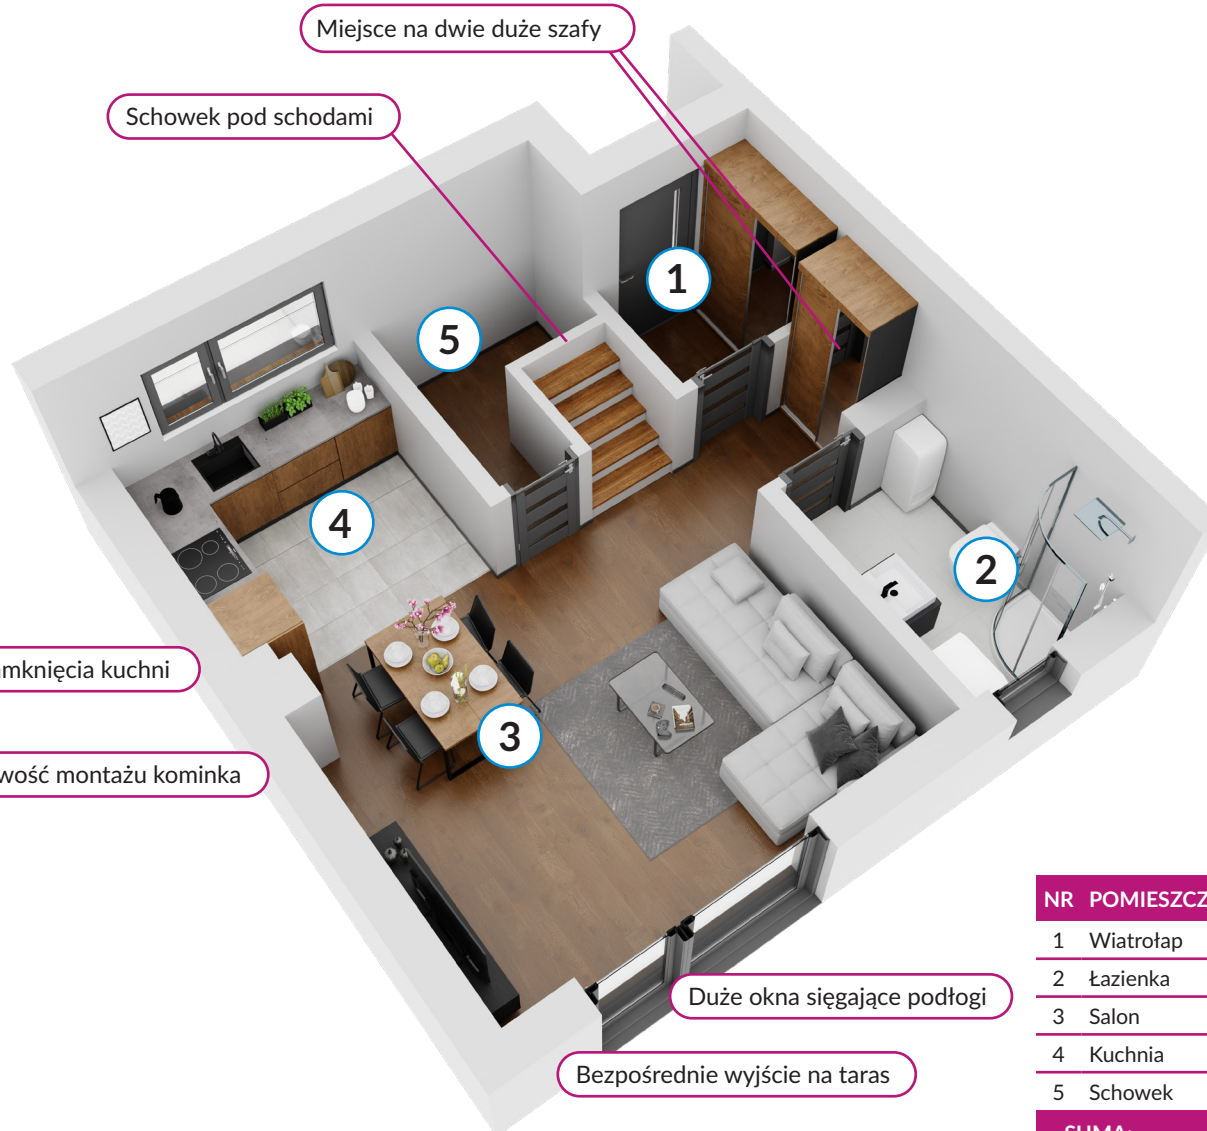 Miejsce na dwie duże szafy
Schowek pod schodami
1
5
4
2
mknięcia kuchni
3
wość montażu kominka
Duże okna sięgające podłogi
Bezpośrednie wyjście na taras
NR POMIESZCZ
1 Wiatrołap
2 Łazienka
3 Salon
4 Kuchnia
5 Schowek
SUMA: